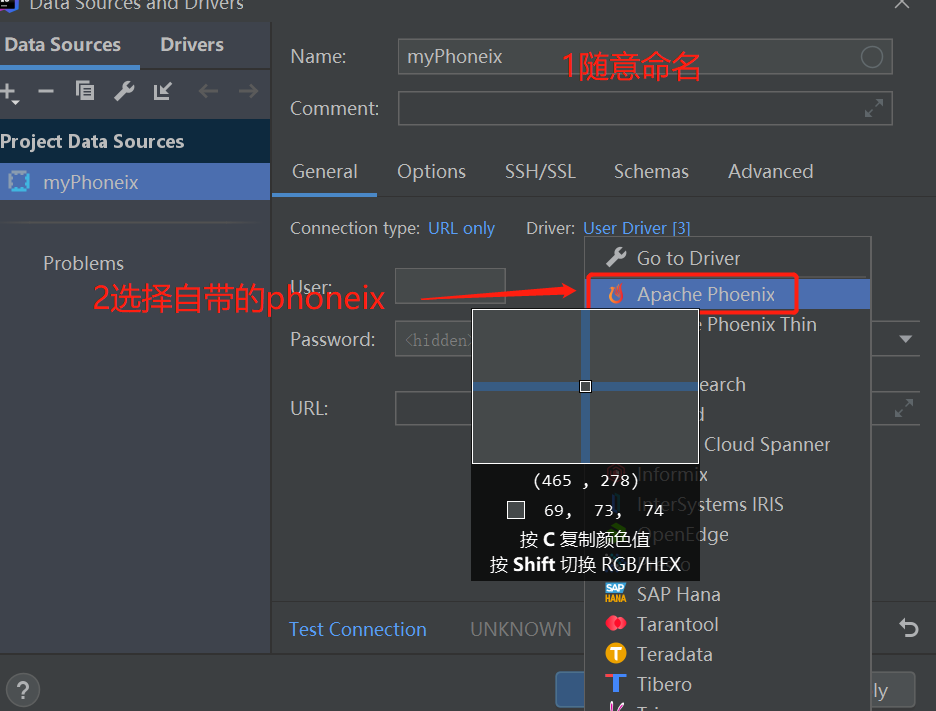 Data Sources and Drivers
Data Sources
Drivers
Name:
myPhoneix
1随意命名
Comment:
Project Data Sources
myPhoneix
General
Options
SSH/SSL
Schemas
Advanced
Connection type: URL only
Driver: User Driver [3]
Go to Driver
Problems
User:
2选择自带的phoneix
Apache Phoenix
Phoenix Thin
Password:
<hidden>
earch
URL:
d
Cloud Spanner
Informix
(465 , 278)
InterSystems IRIS
69, 73, 74
OpenEdge
按 C 复制颜色值
按 Shift 切换 RGB/HEX
SAP Hana
Test Connection
UNKNOWN
Tarantool
Teradata
Tibero
ly
?